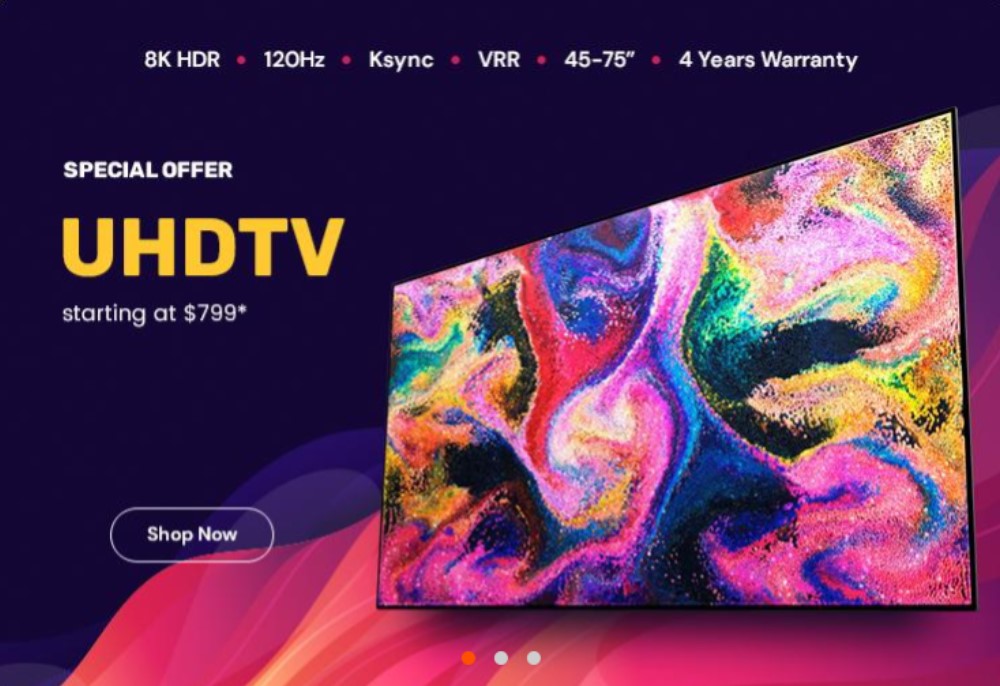 8K HDR • 120Hz • Ksync • VRR • 45-75” • 4 Years Warranty
SPECIAL OFFER
UHDTV
starting at $799*
Shop Now